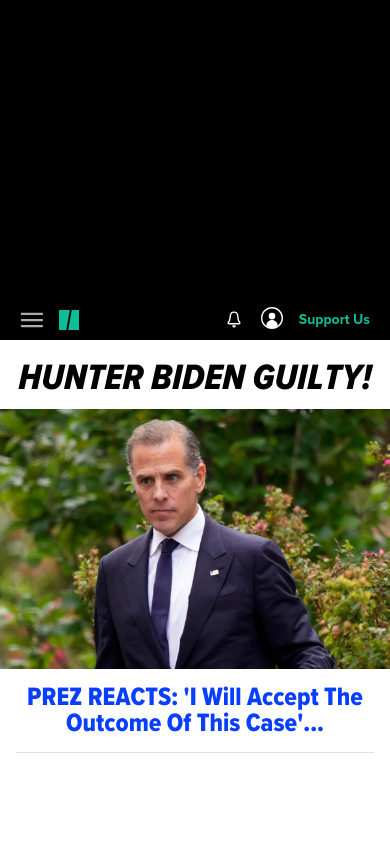 Support Us
HUNTER BIDEN GUILTY!
PREZ REACTS: 'I Will Accept The
Outcome Of This Case'...